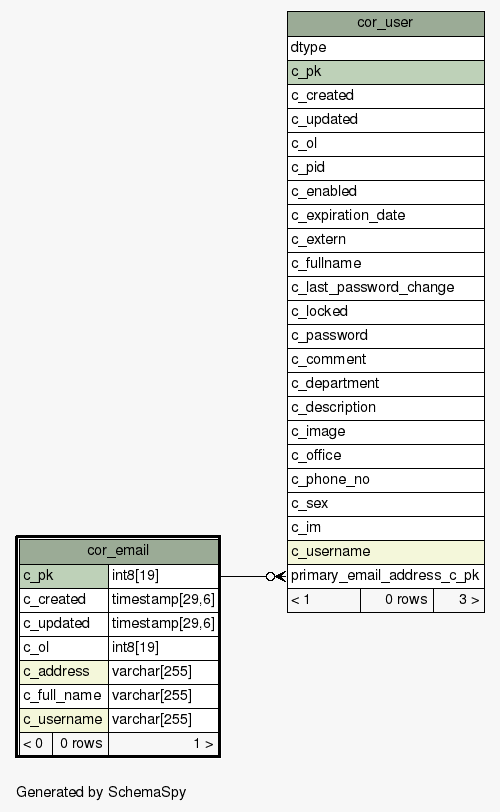 cor_user
dtype
c_pk
c_created
c_updated
c_ol
c_pid
c_enabled
c_expiration_date
c_extern
c_fullname
c_last_password_change
c_locked
c_password
c_comment
c_department
c_description
c_image
c_office
c_phone_no
c_sex
c_im
c_username
primary_email_address_c_pk
< 1 0 rows 3 >
cor_email
c_pk int8[19]
c_created timestamp[29,6]
c_updated timestamp[29,6]
c_ol int8[19]
c_address varchar[255]
c_full_name varchar[255]
c_username varchar[255]
< 0 0 rows 1 >
Generated by SchemaSpy